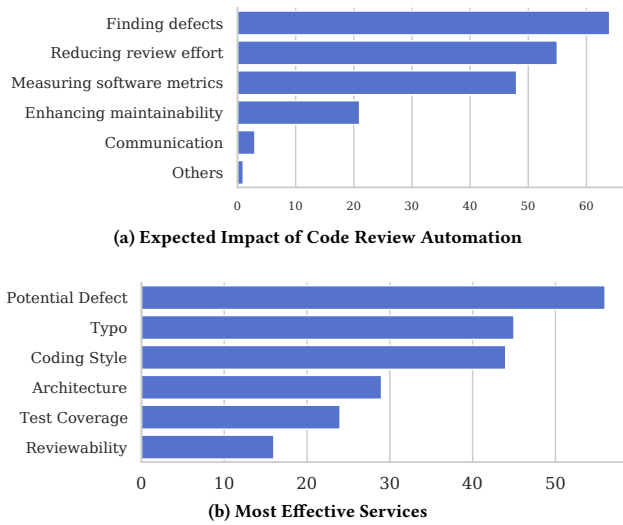 Finding defects
Reducing review effort
Measuring software metrics
Enhancing maintainability
Communication
Others
0 10 20 30 40 50 60
(a) Expected Impact of Code Review Automation
Potential Defect
Typo
Coding Style
Architecture
Test Coverage
Reviewability
0 10 20 30 40 50
(b) Most Effective Services